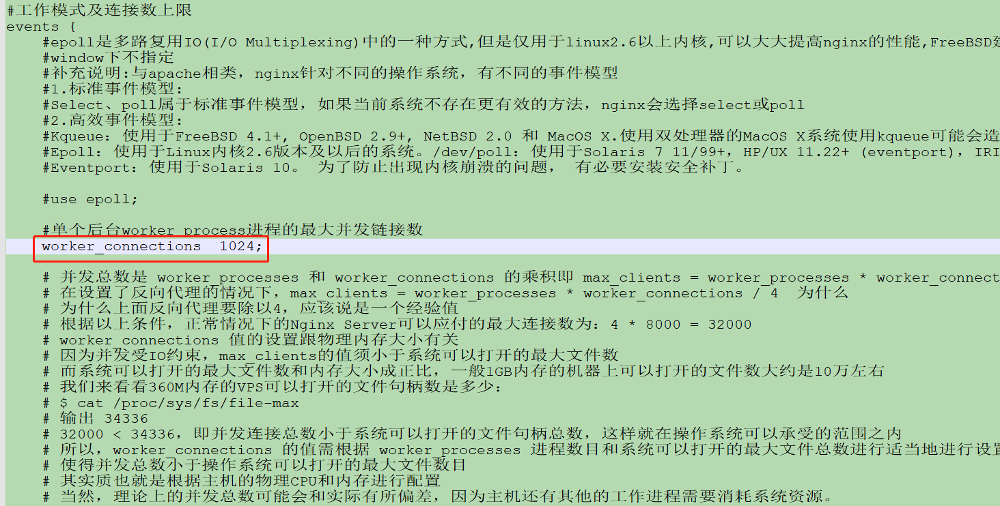 #工作模式及连接数上限
events {
#epoll是多路复用IO(I/O Multiplexing)中的一种方式,但是仅用于linux2.6以上内核,可以大大提高nginx的性能,FreeBSD建
#window下不指定
#补充说明:与apache相类，nginx针对不同的操作系统，有不同的事件模型
#1.标准事件模型：
#Select、poll属于标准事件模型，如果当前系统不存在更有效的方法，nginx会选择select或poll
#2.高效事件模型：
#Kqueue：使用于FreeBSD 4.1+, OpenBSD 2.9+, NetBSD 2.0 和 MacOS X.使用双处理器的MacOS X系统使用kqueue可能会造
#Epoll：使用于Linux内核2.6版本及以后的系统。/dev/poll：使用于Solaris 7 11/99+，HP/UX 11.22+ (eventport)，IRI
#Eventport：使用于Solaris 10。 为了防止出现内核崩溃的问题， 有必要安装安全补丁。
#use epoll;
#单个后台worker process进程的最大并发链接数
worker_connections  1024;
# 并发总数是 worker_processes 和 worker_connections 的乘积即 max_clients = worker_processes * worker_connect
# 在设置了反向代理的情况下，max_clients = worker_processes * worker_connections / 4  为什么
# 为什么上面反向代理要除以4，应该说是一个经验值
# 根据以上条件，正常情况下的Nginx Server可以应付的最大连接数为：4 * 8000 = 32000
# worker_connections 值的设置跟物理内存大小有关
# 因为并发受IO约束，max_clients的值须小于系统可以打开的最大文件数
# 而系统可以打开的最大文件数和内存大小成正比，一般1GB内存的机器上可以打开的文件数大约是10万左右
# 我们来看看360M内存的VPS可以打开的文件句柄数是多少：
# $ cat /proc/sys/fs/file-max
# 输出 34336
# 32000 < 34336，即并发连接总数小于系统可以打开的文件句柄总数，这样就在操作系统可以承受的范围之内
# 所以，worker_connections 的值需根据 worker_processes 进程数目和系统可以打开的最大文件总数进行适当地进行设置
# 使得并发总数小于操作系统可以打开的最大文件数目
# 其实质也就是根据主机的物理CPU和内存进行配置
# 当然，理论上的并发总数可能会和实际有所偏差，因为主机还有其他的工作进程需要消耗系统资源。